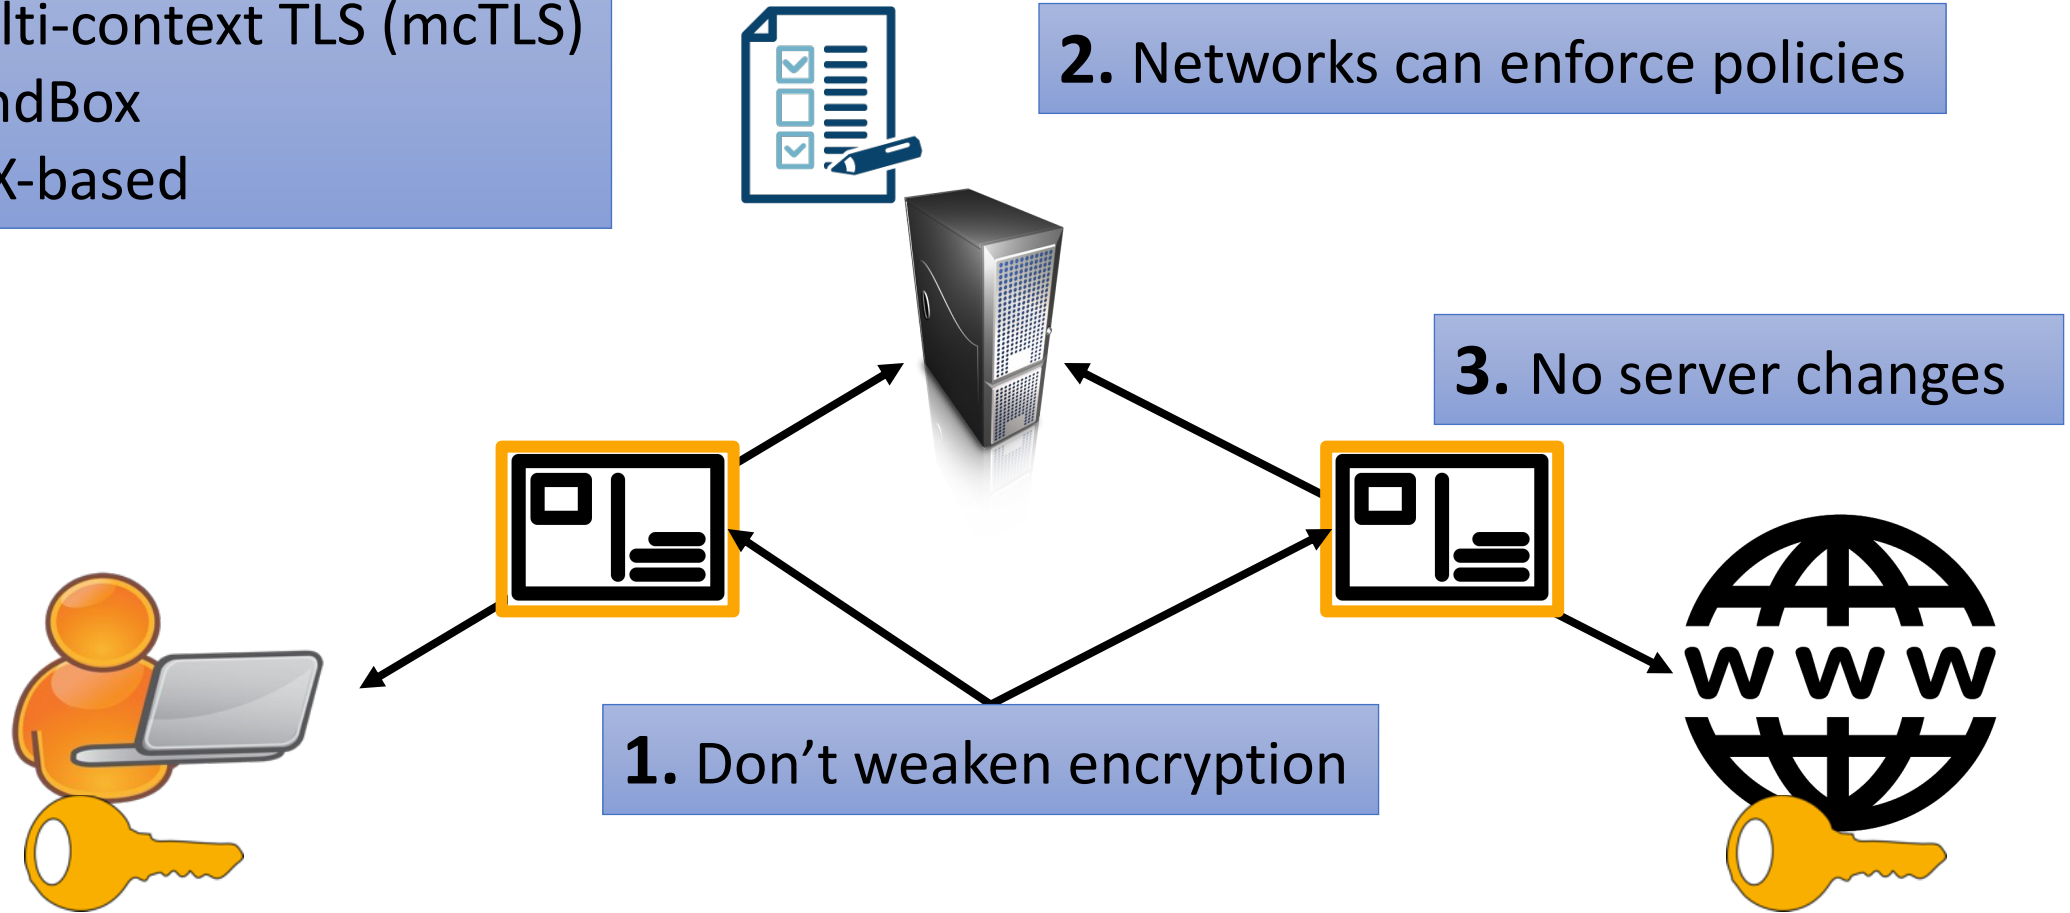 lti-context TLS (mcTLS)
ndBox
X-based
2. Networks can enforce policies
3. No server changes
W W W
1. Don’t weaken encryption